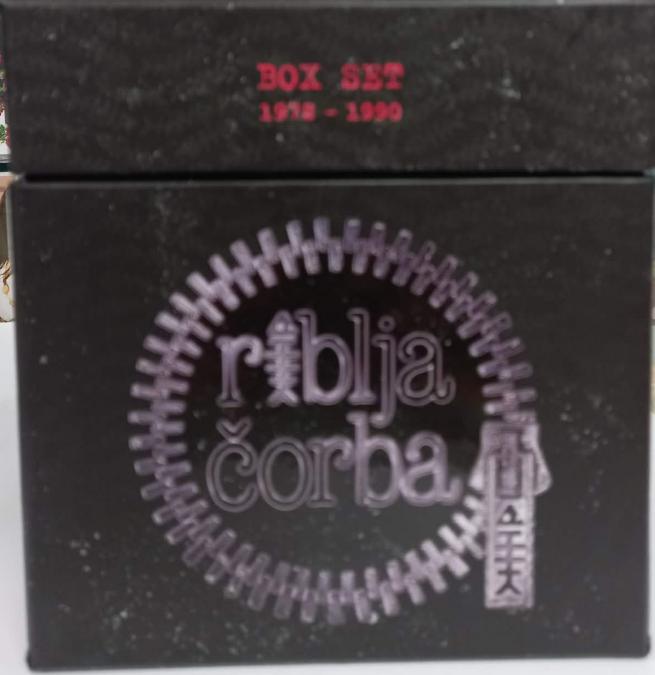 BOX SET
1978 - 1990
riblja
čorba